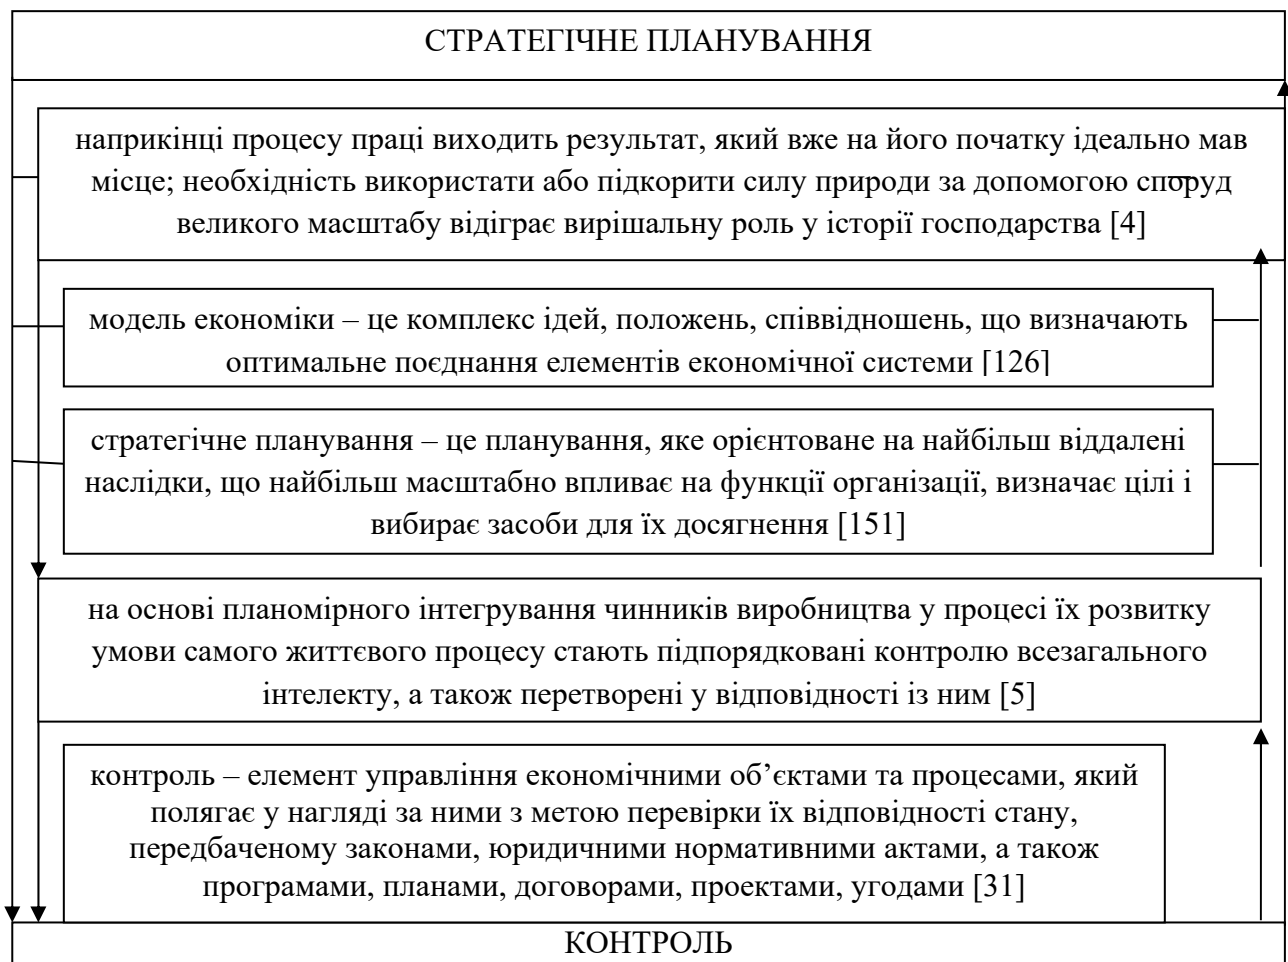 СТРАТЕГІЧНЕ ПЛАНУВАННЯ
наприкінці процесу праці виходить результат, який вже на його початку ідеально мав
місце; необхідність використати або підкорити силу природи за допомогою споруд
великого масштабу відіграє вирішальну роль у історії господарства [4]
модель економіки – це комплекс ідей, положень, співвідношень, що визначають
оптимальне поєднання елементів економічної системи [126]
стратегічне планування – це планування, яке орієнтоване на найбільш віддалені
наслідки, що найбільш масштабно впливає на функції організації, визначає цілі і
вибирає засоби для їх досягнення [151]
на основі планомірного інтегрування чинників виробництва у процесі їх розвитку
умови самого життєвого процесу стають підпорядковані контролю всезагального
інтелекту, а також перетворені у відповідності із ним [5]
контроль – елемент управління економічними об’єктами та процесами, який
полягає у нагляді за ними з метою перевірки їх відповідності стану,
передбаченому законами, юридичними нормативними актами, а також
програмами, планами, договорами, проектами, угодами [31]
КОНТРОЛЬ